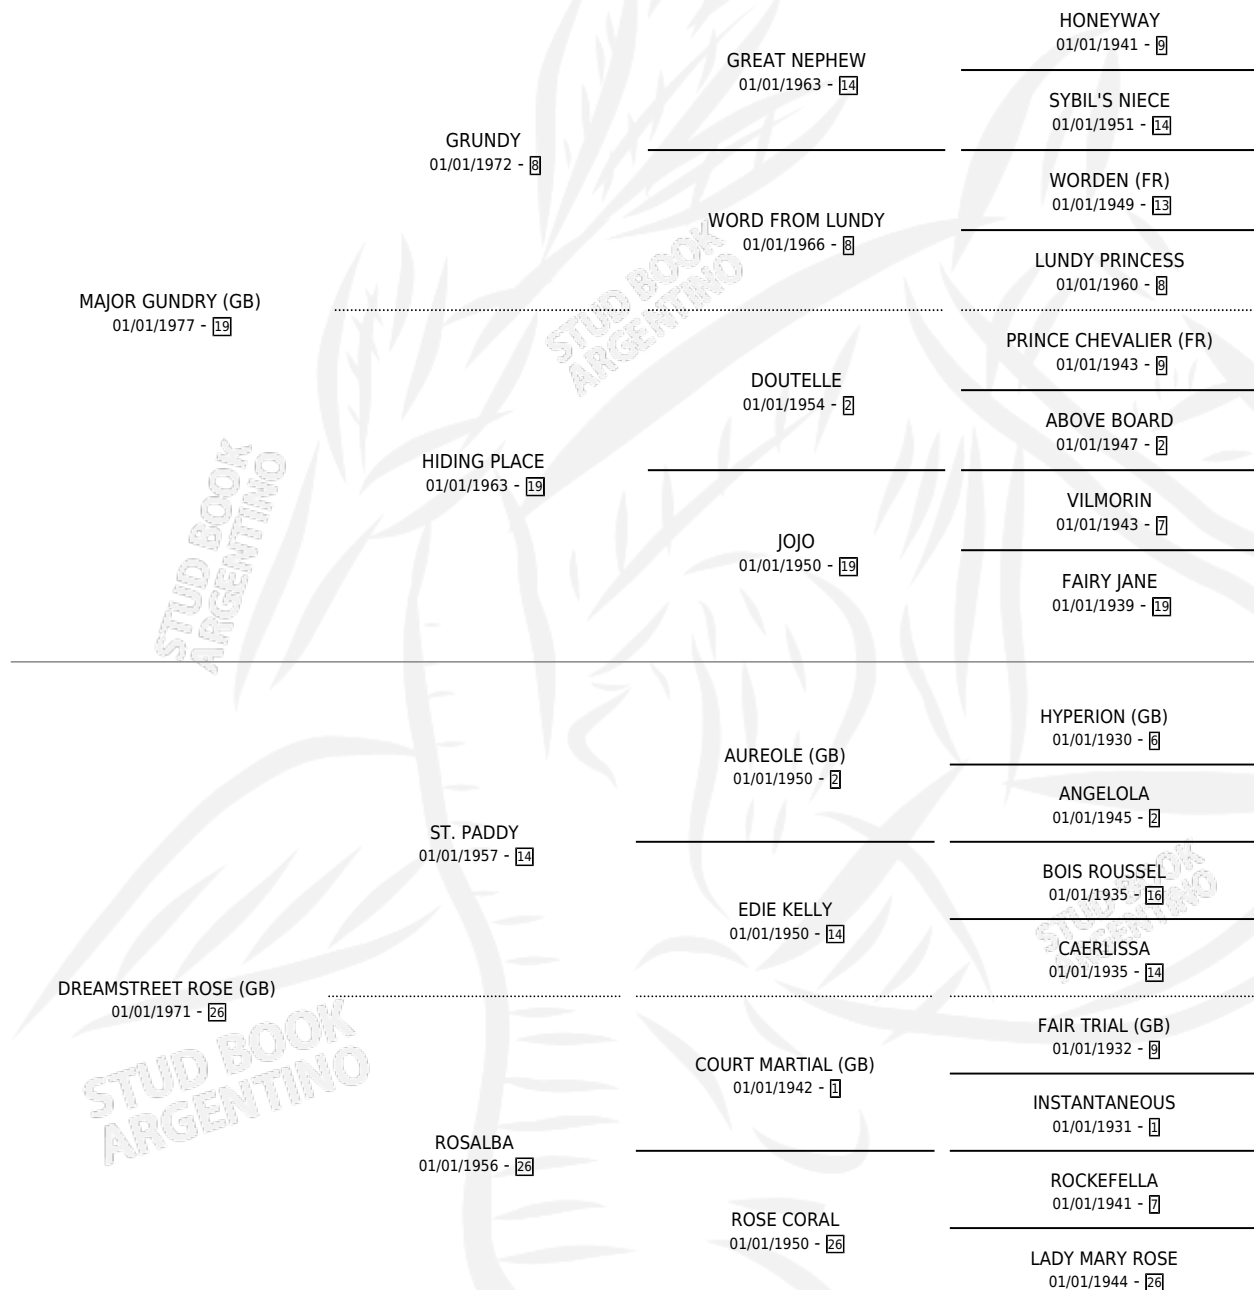 HONEYWAY
01/01/1941 - 9
GREAT NEPHEW
01/01/1963 - 14
SYBIL'S NIECE
01/01/1951 - 14
GRUNDY
01/01/1972 - 8
WORDEN (FR)
01/01/1949 - 13
WORD FROM LUNDY
01/01/1966 - 8
LUNDY PRINCESS
01/01/1960 - 8
MAJOR GUNDRY (GB)
01/01/1977 - 19
PRINCE CHEVALIER (FR)
01/01/1943 - 9
DOUTELLE
01/01/1954 - 2
ABOVE BOARD
01/01/1947 - 2
HIDING PLACE
01/01/1963 - 19
VILMORIN
01/01/1943 - 7
JOJO
01/01/1950 - 19
FAIRY JANE
01/01/1939 - 19
HYPERION (GB)
01/01/1930 - 6
AUREOLE (GB)
01/01/1950 - 2
ANGELOLA
01/01/1945 - 2
ST. PADDY
01/01/1957 - 14
BOIS ROUSSEL
01/01/1935 - 16
EDIE KELLY
01/01/1950 - 14
CAERLISSA
01/01/1935 - 14
DREAMSTREET ROSE (GB)
01/01/1971 - 26
FAIR TRIAL (GB)
01/01/1932 - 9
COURT MARTIAL (GB)
01/01/1942 - 1
INSTANTANEOUS
01/01/1931 - 1
ROSALBA
01/01/1956 - 26
ROCKEFELLA
01/01/1941 - 7
ROSE CORAL
01/01/1950 - 26
LADY MARY ROSE
01/01/1944 - 26
STUD BOOK
ARGENTINO
STUD BOOK
ARGENTINO
STUD BOOK
ARGENTINO
STUD BOOK
ARGENTINO